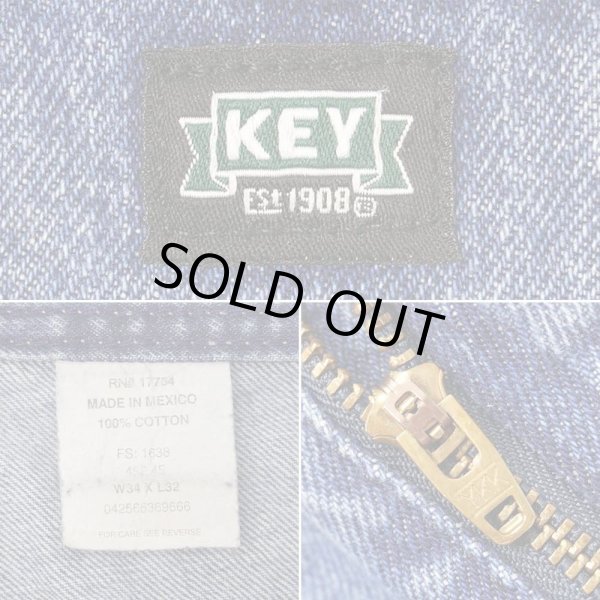 KEY
Est 1908
SOLD OUT
RN# 17754
MADE IN MEXICO
100% COTTON
FS: 1638
W34 X L32
FOR CARE SEE REVERSE